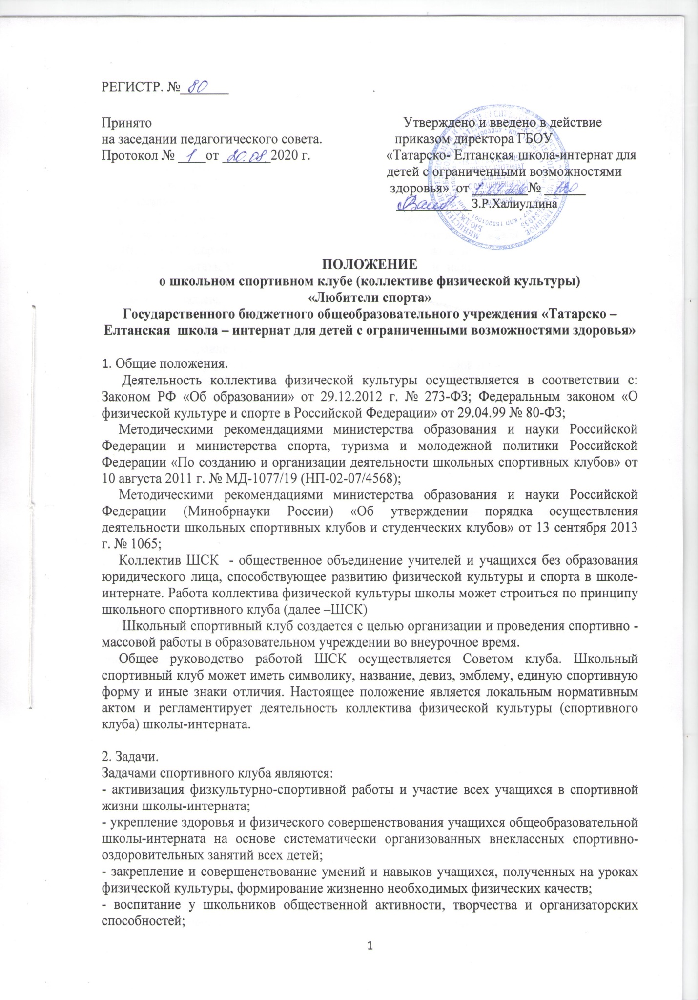 РЕГИСТР. № 80
Принято
на заседании педагогического совета.
Протокол № 1 от 20.08 2020 г.
Утверждено и введено в действие
приказом директора ГБОУ
«Татарско- Елтанская школа-интернат для
детей с ограниченными возможностями
здоровья» от №
З.Р.Халиуллина
ПОЛОЖЕНИЕ
о школьном спортивном клубе (коллективе физической культуры)
«Любители спорта»
Государственного бюджетного общеобразовательного учреждения «Татарско –
Елтанская школа – интернат для детей с ограниченными возможностями здоровья»
1. Общие положения.
Деятельность коллектива физической культуры осуществляется в соответствии с:
Законом РФ «Об образовании» от 29.12.2012 г. № 273-ФЗ; Федеральным законом «О
физической культуре и спорте в Российской Федерации» от 29.04.99 № 80-ФЗ;
Методическими рекомендациями министерства образования и науки Российской
Федерации и министерства спорта, туризма и молодежной политики Российской
Федерации «По созданию и организации деятельности школьных спортивных клубов» от
10 августа 2011 г. № МД-1077/19 (НП-02-07/4568);
Методическими рекомендациями министерства образования и науки Российской
Федерации (Минобрнауки России) «Об утверждении порядка осуществления
деятельности школьных спортивных клубов и студенческих клубов» от 13 сентября 2013
г. № 1065;
Коллектив ШСК - общественное объединение учителей и учащихся без образования
юридического лица, способствующее развитию физической культуры и спорта в школе-
интернате. Работа коллектива физической культуры школы может строиться по принципу
школьного спортивного клуба (далее –ШСК)
Школьный спортивный клуб создается с целью организации и проведения спортивно -
массовой работы в образовательном учреждении во внеурочное время.
Общее руководство работой ШСК осуществляется Советом клуба. Школьный
спортивный клуб может иметь символику, название, девиз, эмблему, единую спортивную
форму и иные знаки отличия. Настоящее положение является локальным нормативным
актом и регламентирует деятельность коллектива физической культуры (спортивного
клуба) школы-интерната.
2. Задачи.
Задачами спортивного клуба являются:
- активизация физкультурно-спортивной работы и участие всех учащихся в спортивной
жизни школы-интерната;
- укрепление здоровья и физического совершенствования учащихся общеобразовательной
школы-интерната на основе систематически организованных внеклассных спортивно-
оздоровительных занятий всех детей;
- закрепление и совершенствование умений и навыков учащихся, полученных на уроках
физической культуры, формирование жизненно необходимых физических качеств;
- воспитание у школьников общественной активности, творчества и организаторских
способностей;
1